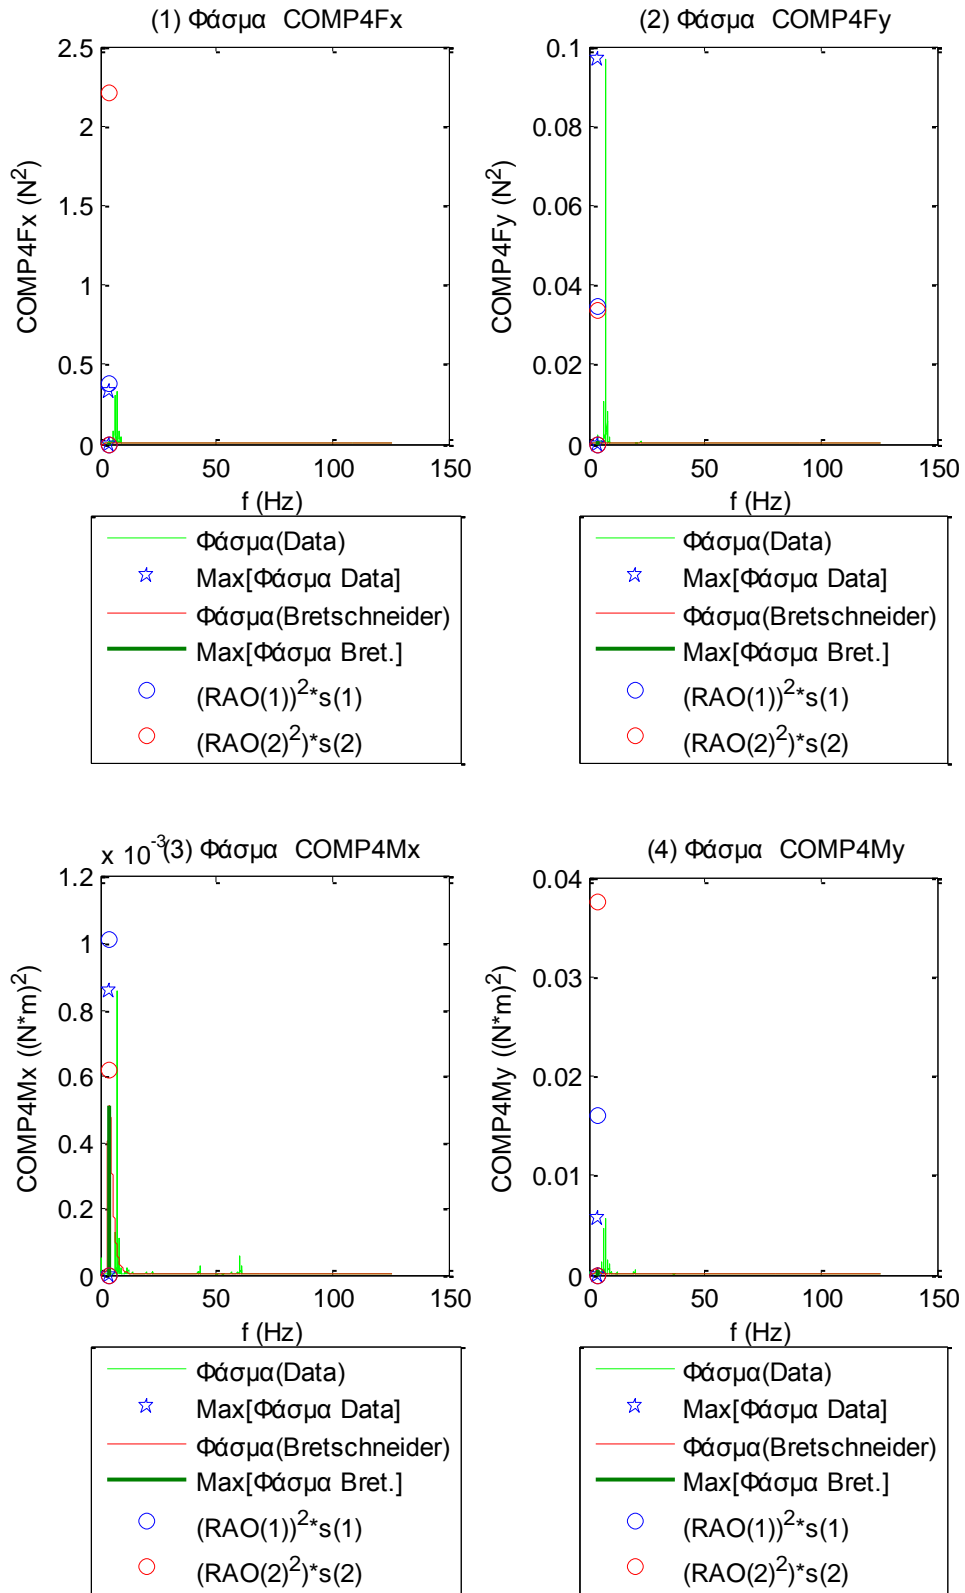 (1) Φάσμα COMP4Fx
2.5
2
1.5
1
0.5
0
COMP4Fx (N^2)
0 50 100 150
f (Hz)
Φάσμα(Data)
Max[Φάσμα Data]
Φάσμα(Bretschneider)
Max[Φάσμα Bret.]
(RAO(1))^2*s(1)
(RAO(2)^2)*s(2)
(2) Φάσμα COMP4Fy
0.1
0.08
0.06
0.04
0.02
0
COMP4Fy (N^2)
0 50 100 150
f (Hz)
Φάσμα(Data)
Max[Φάσμα Data]
Φάσμα(Bretschneider)
Max[Φάσμα Bret.]
(RAO(1))^2*s(1)
(RAO(2)^2)*s(2)
x 10^-3
(3) Φάσμα COMP4Mx
1.2
1
0.8
0.6
0.4
0.2
0
COMP4Mx ((N*m)^2)
0 50 100 150
f (Hz)
Φάσμα(Data)
Max[Φάσμα Data]
Φάσμα(Bretschneider)
Max[Φάσμα Bret.]
(RAO(1))^2*s(1)
(RAO(2)^2)*s(2)
(4) Φάσμα COMP4My
0.04
0.03
0.02
0.01
0
COMP4My ((N*m)^2)
0 50 100 150
f (Hz)
Φάσμα(Data)
Max[Φάσμα Data]
Φάσμα(Bretschneider)
Max[Φάσμα Bret.]
(RAO(1))^2*s(1)
(RAO(2)^2)*s(2)